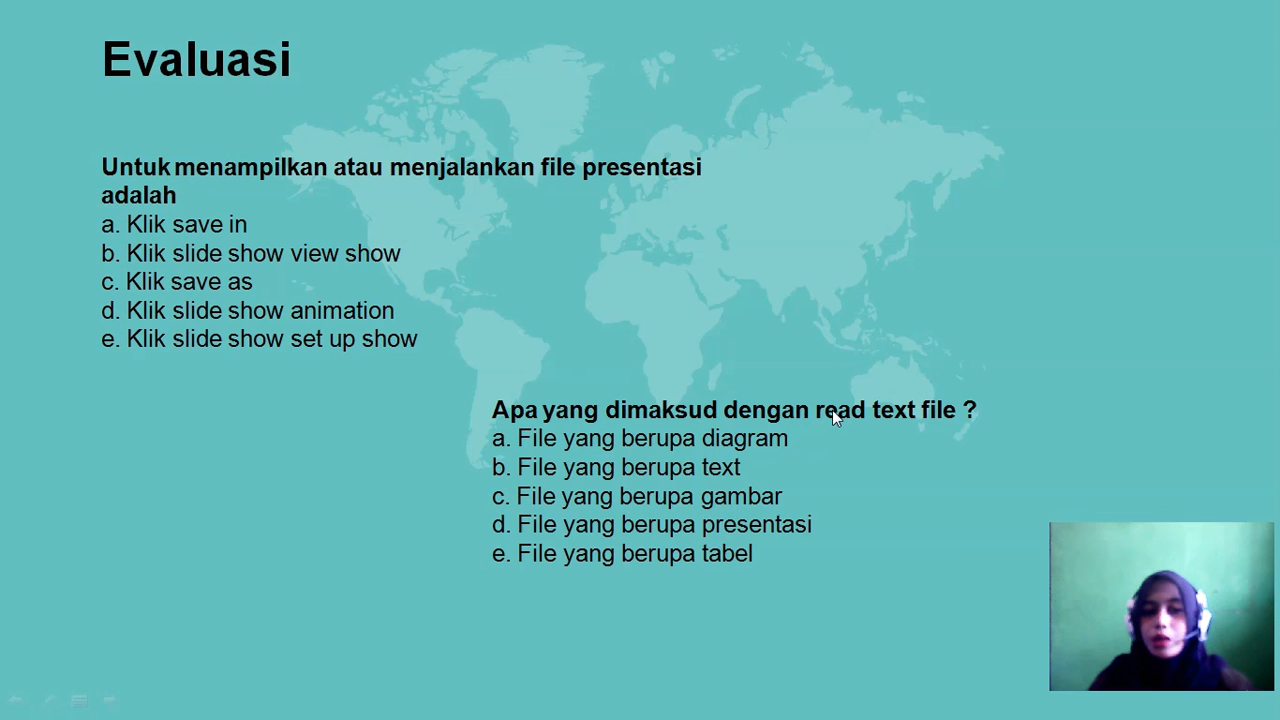 Evaluasi
Untuk menampilkan atau menjalankan file presentasi
adalah
a. Klik save in
b. Klik slide show view show
c. Klik save as
d. Klik slide show animation
e. Klik slide show set up show
Apa yang dimaksud dengan read text file ?
a. File yang berupa diagram
b. File yang berupa text
c. File yang berupa gambar
d. File yang berupa presentasi
e. File yang berupa tabel